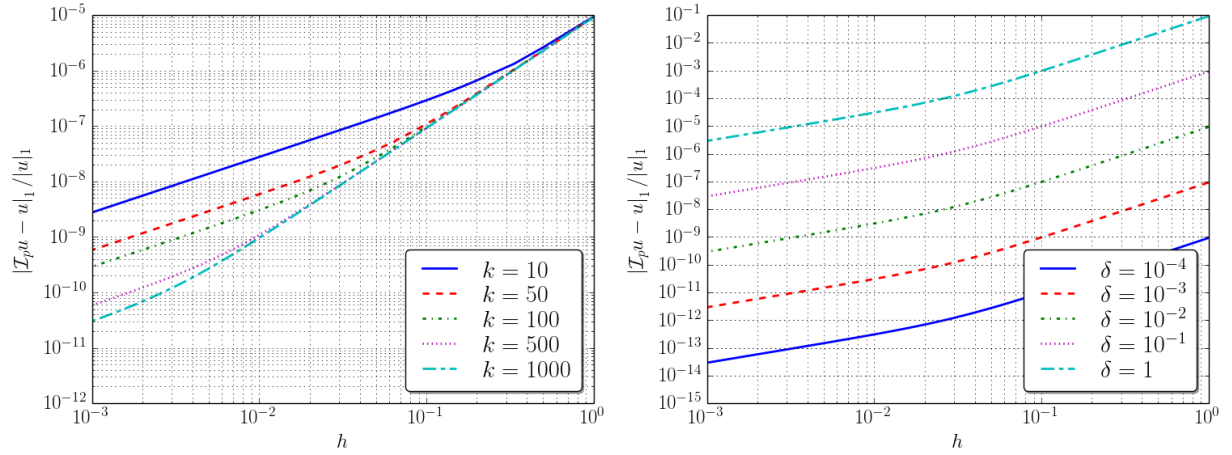 10^{-5}
10^{-6}
10^{-7}
10^{-8}
10^{-9}
10^{-10}
10^{-11}
10^{-12}
|\mathcal{I}_p u − u|_1/|u|_1
k = 10
k = 50
k = 100
k = 500
k = 1000
10^{-3} 10^{-2} 10^{-1} 10^{0}
h
10^{-1}
10^{-2}
10^{-3}
10^{-4}
10^{-5}
10^{-6}
10^{-7}
10^{-8}
10^{-9}
10^{-10}
10^{-11}
10^{-12}
10^{-13}
10^{-14}
10^{-15}
|\mathcal{I}_p u − u|_1/|u|_1
δ = 10^{-4}
δ = 10^{-3}
δ = 10^{-2}
δ = 10^{-1}
δ = 1
10^{-3} 10^{-2} 10^{-1} 10^{0}
h